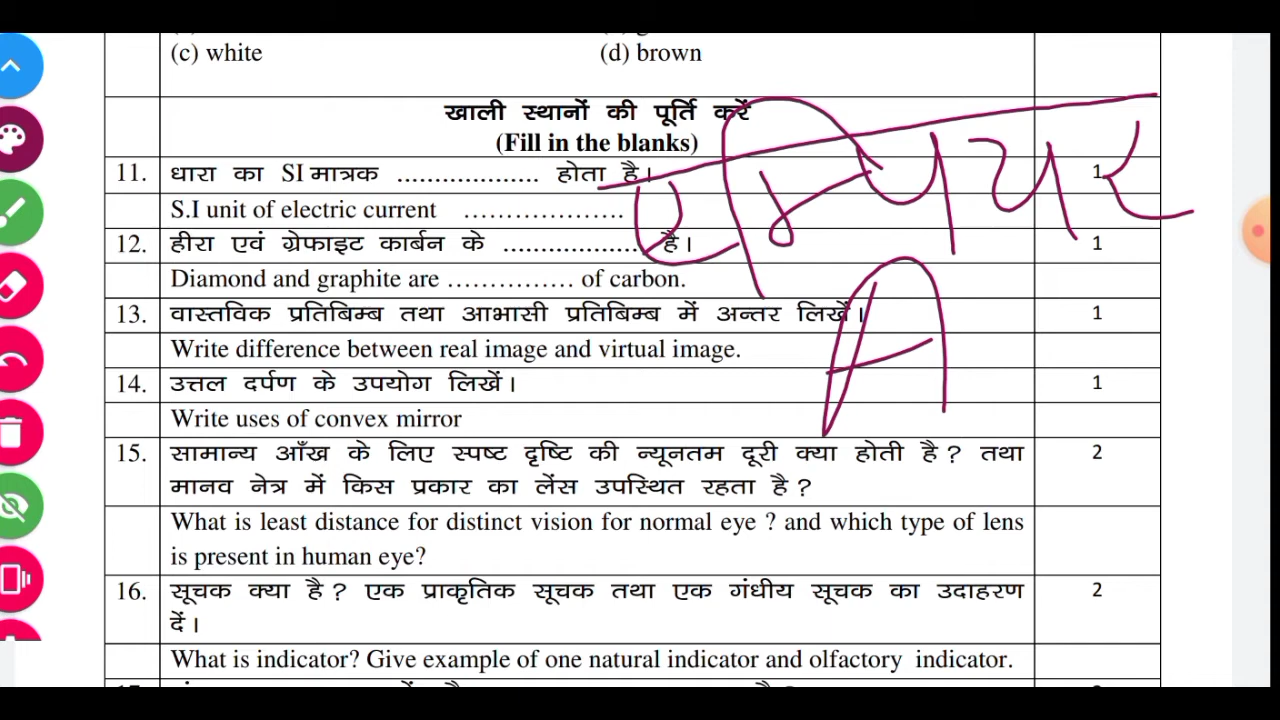 (c) white (d) brown
खाली स्थानों की पूर्ति करें
(Fill in the blanks)
11. धारा का SI मात्रक ................... होता है। 1
S.I unit of electric current ....................
12. हीरा एवं ग्रेफाइट कार्बन के ................... है। 1
Diamond and graphite are ............... of carbon.
13. वास्तविक प्रतिबिम्ब तथा आभासी प्रतिबिम्ब में अन्तर लिखें। 1
Write difference between real image and virtual image.
14. उत्तल दर्पण के उपयोग लिखें। 1
Write uses of convex mirror
A
15. सामान्य आँख के लिए स्पष्ट दृष्टि की न्यूनतम दूरी क्या होती है? तथा 2
मानव नेत्र में किस प्रकार का लेंस उपस्थित रहता है?
What is least distance for distinct vision for normal eye ? and which type of lens
is present in human eye?
16. सूचक क्या है? एक प्राकृतिक सूचक तथा एक गंधीय सूचक का उदाहरण 2
दें।
What is indicator? Give example of one natural indicator and olfactory indicator.